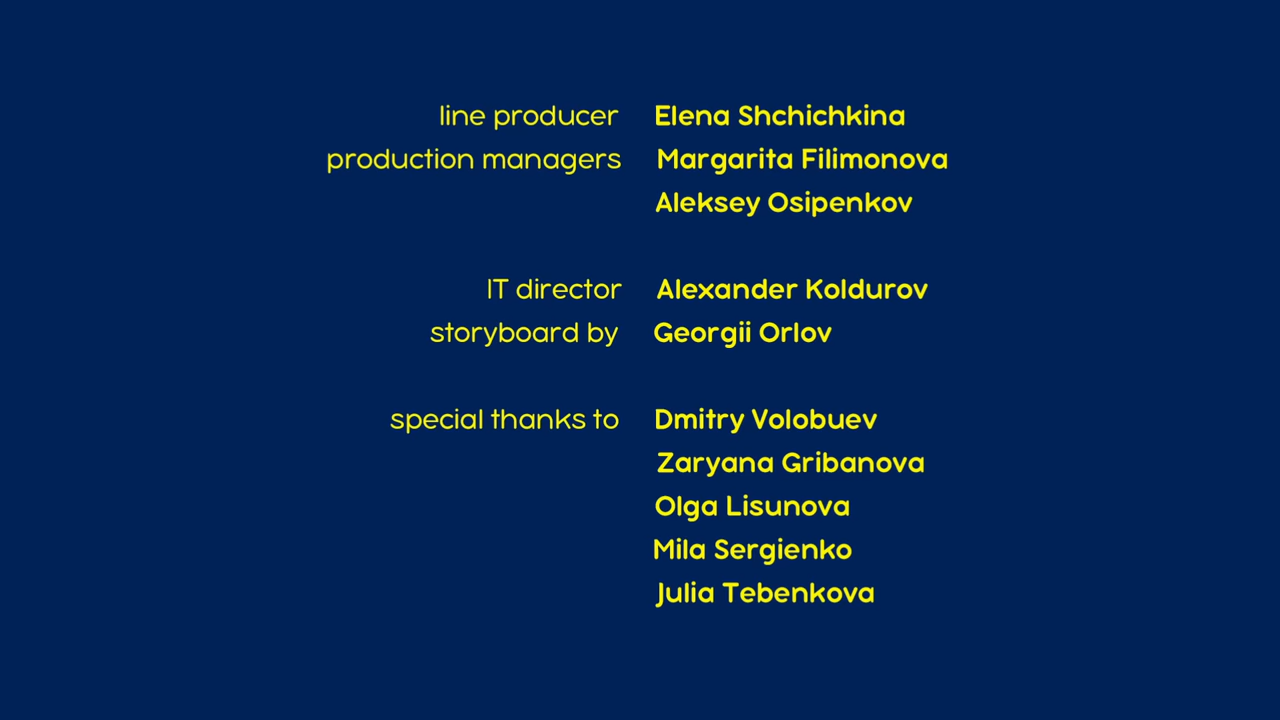 line producer Elena Shchichkina
production managers Margarita Filimonova
Aleksey Osipenkov
IT director Alexander Koldurov
storyboard by Georgii Orlov
special thanks to Dmitry Volobuev
Zaryana Gribanova
Olga Lisunova
Mila Sergienko
Julia Tebenkova